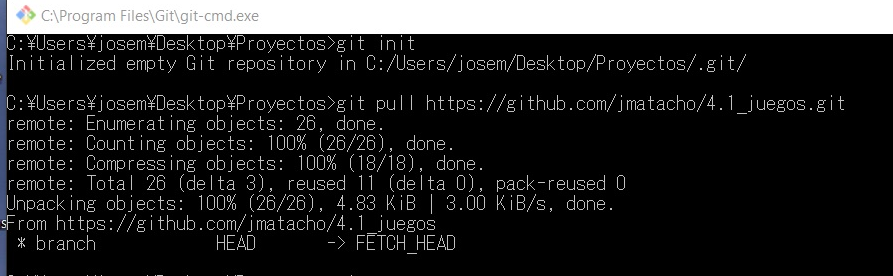 C:\Program Files\Git\git-cmd.exe
C:¥Users¥josem¥Desktop¥Proyectos>git init
Initialized empty Git repository in C:/Users/josem/Desktop/Proyectos/.git/
C:¥Users¥josem¥Desktop¥Proyectos>git pull https://github.com/jmatacho/4.1_juegos.git
remote: Enumerating objects: 26, done.
remote: Counting objects: 100% (26/26), done.
remote: Compressing objects: 100% (18/18), done.
remote: Total 26 (delta 3), reused 11 (delta 0), pack-reused 0
Unpacking objects: 100% (26/26), 4.83 KiB | 3.00 KiB/s, done.
From https://github.com/jmatacho/4.1_juegos
 * branch            HEAD       -> FETCH_HEAD